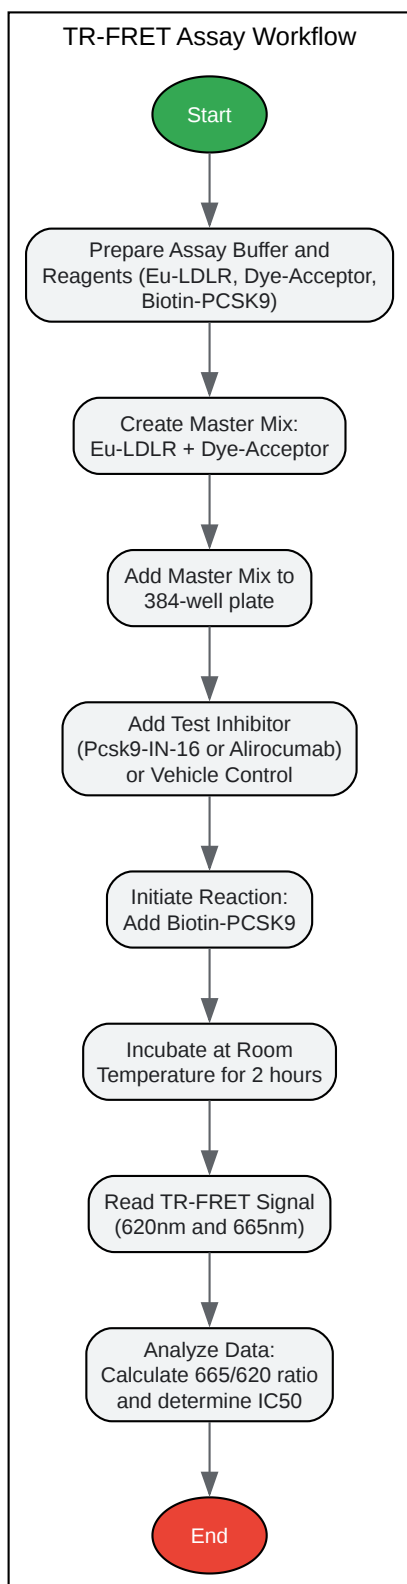 TR-FRET Assay Workflow
Start
Prepare Assay Buffer and
Reagents (Eu-LDLR, Dye-Acceptor,
Biotin-PCSK9)
Create Master Mix:
Eu-LDLR + Dye-Acceptor
Add Master Mix to
384-well plate
Add Test Inhibitor
(Pcsk9-IN-16 or Alirocumab)
or Vehicle Control
Initiate Reaction:
Add Biotin-PCSK9
Incubate at Room
Temperature for 2 hours
Read TR-FRET Signal
(620nm and 665nm)
Analyze Data:
Calculate 665/620 ratio
and determine IC50
End